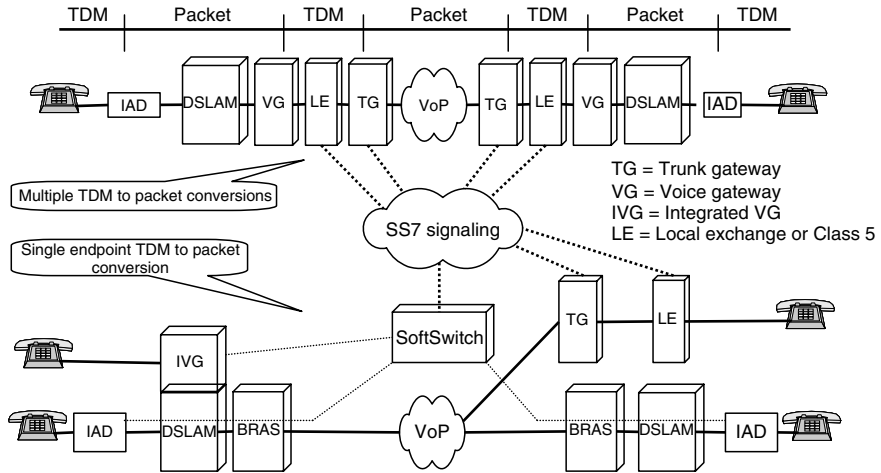 TDM Packet TDM Packet TDM Packet TDM
IAD DSLAM VG LE TG VoP TG LE VG DSLAM IAD
TG = Trunk gateway
VG = Voice gateway
IVG = Integrated VG
LE = Local exchange or Class 5
Multiple TDM to packet conversions
SS7 signaling
Single endpoint TDM to packet
conversion
TG LE
SoftSwitch
IVG
IAD DSLAM BRAS VoP BRAS DSLAM IAD